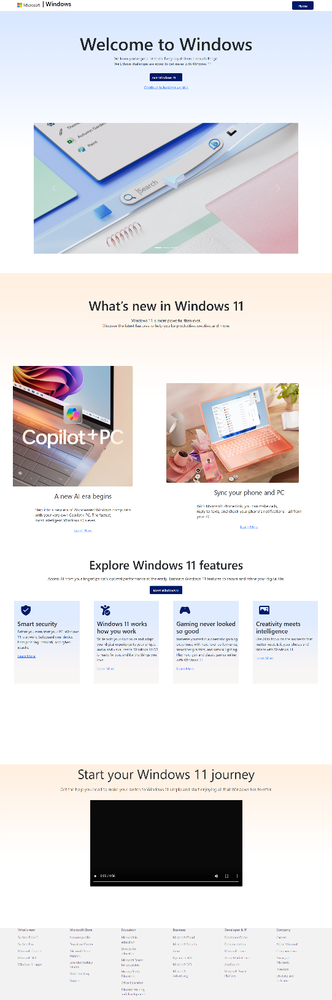 Microsoft | Windows
Home
Welcome to Windows
We know you've got a lot to do. Every day delivers a new challenge.
Well, those challenges are about to get easier with Windows 11.
Get Windows 11
Continue to business version
Theme
Autumn Garden
Paint
Search
What's new in Windows 11
Windows 11 is more powerful than ever.
Discover the latest features to help you be productive, creative, and more.
Copilot+PC
A new AI era begins
Step into a new era of AI-powered Windows computers
with your very own Copilot+ PC. The fastest,
most intelligent Windows PCs ever.
Learn More
Sync your phone and PC
With Microsoft Phone Link, you can make calls,
reply to texts, and check your phone's notifications—all from
your PC.
Learn More
Explore Windows 11 features
Access AI from your fingertips with optimal performance at the ready. Embrace Windows 11 features to secure and refine your digital life.
Meet Windows 11
Smart security
Before you even start your PC, Windows
11 is at work. Safeguard your device
from phishing, network, and cyber-
attacks.
Learn More
Windows 11 works
how you work
Write with your own voice and adapt
your digital experience to your unique
audio and visual needs. Windows 11 OS
is made for you, and for the things you
love.
Learn More
Gaming never looked
so good
Immerse yourself in a cinematic gaming
experience with next-level performance,
smoother graphics, and natural lighting.
Play next gen and classic games online
with Windows 11.
Learn More
Creativity meets
intelligence
Use AI to focus on the moments that
matter most. Edit your photos and
videos with Windows 11.
Learn More
Start your Windows 11 journey
Get the help you need to make your switch to Windows 11 simple and start enjoying all that Windows has to offer.
0:00 / 1:56
What's new
Surface Pro
Microsoft Copilot
Microsoft 365
Windows 11 apps
Microsoft Store
Account profile
Download Center
Microsoft Store
Support
Extended holiday
returns
Order tracking
Support
Education
Microsoft in
education
Devices for
education
Microsoft Teams
for Education
Microsoft 365
Education
Office Education
Educator training
and development
Business
Microsoft Cloud
Microsoft Security
Azure
Dynamics 365
Microsoft 365
Microsoft
Advertising
Developer & IT
Developer Center
Documentation
Microsoft Learn
Azure Marketplace
AppSource
Microsoft Power
Platform
Company
Careers
About Microsoft
Company news
Privacy at
Microsoft
Investors
Diversity and
inclusion